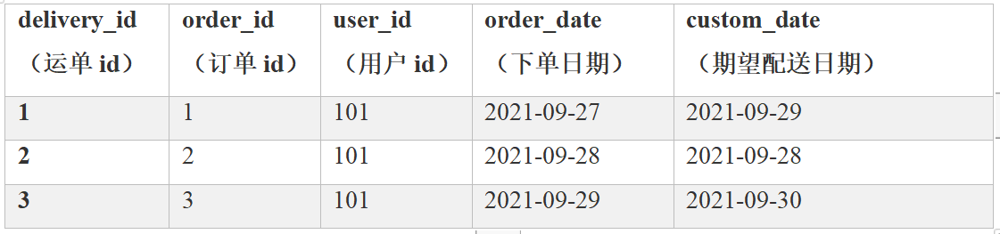 delivery_id order_id user_id order_date custom_date
（运单 id） （订单 id） （用户 id） （下单日期） （期望配送日期）
1 1 101 2021-09-27 2021-09-29
2 2 101 2021-09-28 2021-09-28
3 3 101 2021-09-29 2021-09-30